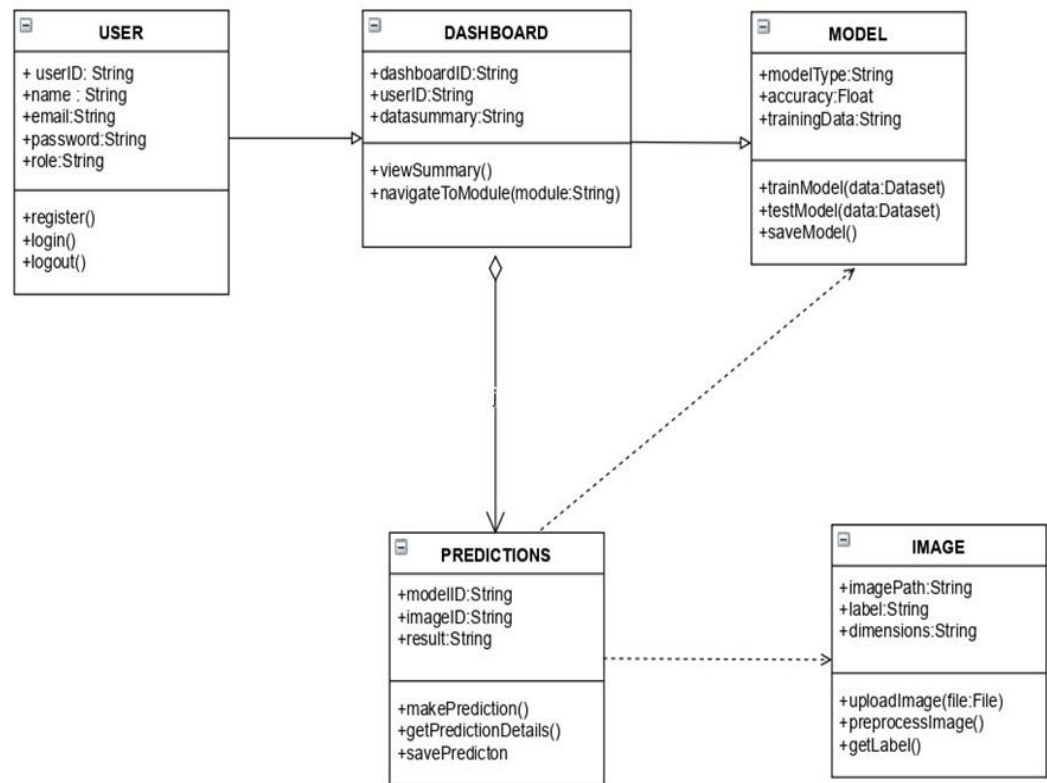 USER
+ userID: String
+name : String
+email:String
+password:String
+role:String
+register()
+login()
+logout()
DASHBOARD
+dashboardID:String
+userID:String
+datasummary:String
+viewSummary()
+navigateToModule(module:String)
MODEL
+modelType:String
+accuracy:Float
+trainingData:String
+trainModel(data:Dataset)
+testModel(data:Dataset)
+saveModel()
j
PREDICTIONS
+modelID:String
+imageID:String
+result:String
+makePrediction()
+getPredictionDetails()
+savePredicton
IMAGE
+imagePath:String
+label:String
+dimensions:String
+uploadImage(file:File)
+preprocessImage()
+getLabel()